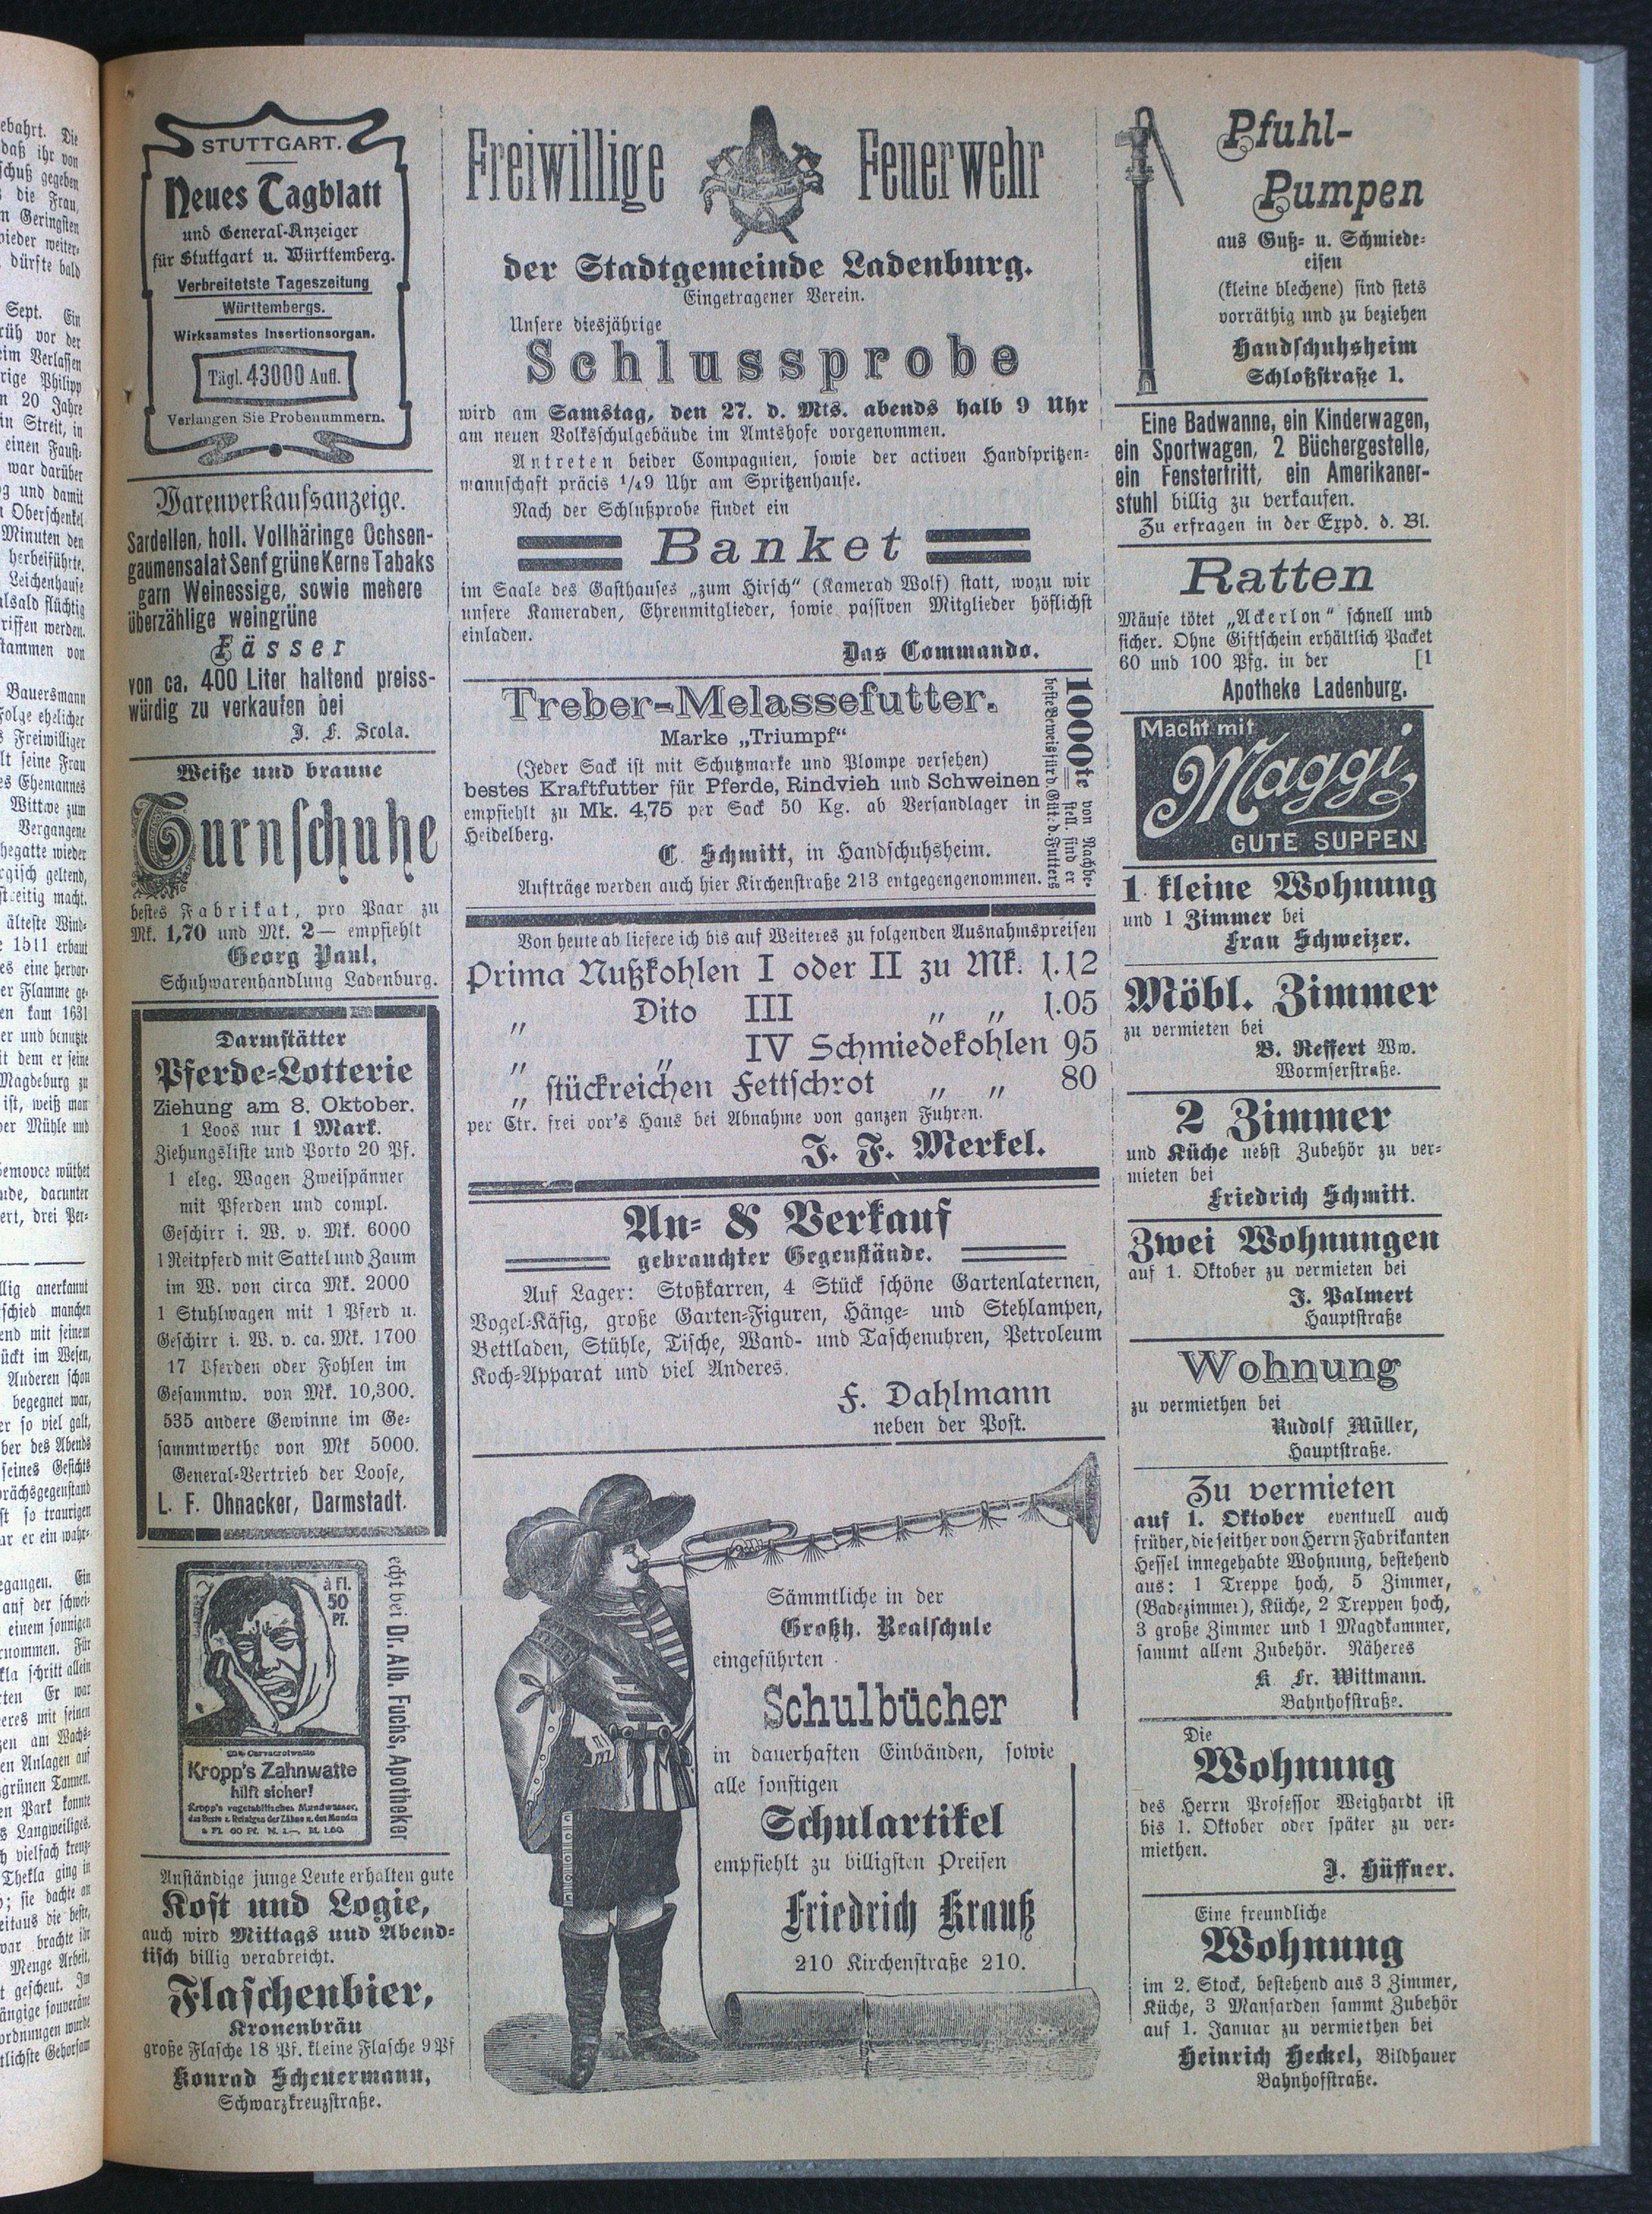 STUTTGART.
Neues Tagblatt
und General-Anzeiger
für Stuttgart u. Württemberg.
Verbreitetste Tageszeitung
Württembergs.
Wirksamstes Insertionsorgan.
Tägl. 43000 Aufl.
Verlangen Sie Probenummern.
Warenverkaufsanzeige.
Sardellen, holl. Vollhäringe Ochsen-
gaumensalat Senf grüne Kerne Tabaks
garn Weinessige, sowie mehere
überzählige weingrüne
Fässer
von ca. 400 Liter haltend preiss-
würdig zu verkaufen bei
J. F. Scola.
Weiße und braune
Turnschuhe
bestes Fabrikat, pro Paar zu
Mk. 1,70 und Mk. 2— empfiehlt
Georg Paul,
Schuhwarenhandlung Ladenburg.
Darmstätter
Pferde-Lotterie
Ziehung am 8. Oktober.
1 Loos nur 1 Mark.
Ziehungsliste und Porto 20 Pf.
1 eleg. Wagen Zweispänner
mit Pferden und compl.
Geschirr i. W. v. Mk. 6000
1 Reitpferd mit Sattel und Zaum
im W. von circa Mk. 2000
1 Stuhlwagen mit 1 Pferd u.
Geschirr i. W. v. ca. Mk. 1700
17 Pferden oder Fohlen im
Gesammtw. von Mk. 10,300.
535 andere Gewinne im Ge-
sammtwerthe von Mk 5000.
General-Vertrieb der Loose,
L. F. Ohnacker, Darmstadt.
à Fl.
50
Pf.
Kropp's Zahnwatte
hilft sicher!
Kropp's vegetabilisches Mundwasser,
das Beste z. Reinigen der Zähne u. des Mundes
à Fl. 60 Pf. M. 1.—, M. 1.60.
echt bei Dr. Alb. Fuchs, Apotheker
Anständige junge Leute erhalten gute
Kost und Logie,
auch wird Mittags und Abend-
tisch billig verabreicht.
Flaschenbier,
Kronenbräu
große Flasche 18 Pf. kleine Flasche 9 Pf
Konrad Scheuermann,
Schwarzkreuzstraße.
Freiwillige Feuerwehr
der Stadtgemeinde Ladenburg.
Eingetragener Verein.
Unsere diesjährige
Schlussprobe
wird am Samstag, den 27. d. Mts. abends halb 9 Uhr
am neuen Volksschulgebäude im Amtshofe vorgenommen.
Antreten beider Compagnien, sowie der activen Handspritzen-
mannschaft präcis 1/49 Uhr am Spritzenhause.
Nach der Schlußprobe findet ein
Banket
im Saale des Gasthauses „zum Hirsch“ (Kamerad Wolf) statt, wozu wir
unsere Kameraden, Ehrenmitglieder, sowie passiven Mitglieder höflichst
einladen.
Das Commando.
Treber-Melassefutter.
Marke „Triumpf“
(Jeder Sack ist mit Schutzmarke und Plompe versehen)
bestes Kraftfutter für Pferde, Rindvieh und Schweinen
empfiehlt zu Mk. 4,75 per Sack 50 Kg. ab Versandlager in
Heidelberg.
C. Schmitt, in Handschuhsheim.
Aufträge werden auch hier Kirchenstraße 213 entgegengenommen.
1000te von Nachbe-
stell. sind er
beste Beweis für d. Güte d. Futters
Von heute ab liefere ich bis auf Weiteres zu folgenden Ausnahmspreisen
Prima Nußkohlen I oder II zu Mk. 1.12
„ Dito III „ „ 1.05
„ „ IV Schmiedekohlen 95
„ stückreichen Fettschrot „ „ 80
per Ctr. frei vor's Haus bei Abnahme von ganzen Fuhren.
J. F. Merkel.
An- & Verkauf
gebrauchter Gegenstände.
Auf Lager: Stoßkarren, 4 Stück schöne Gartenlaternen,
Vogel-Käfig, große Garten-Figuren, Hänge- und Stehlampen,
Bettladen, Stühle, Tische, Wand- und Taschenuhren, Petroleum
Koch-Apparat und viel Anderes.
F. Dahlmann
neben der Post.
Sämmtliche in der
Großh. Realschule
eingeführten
Schulbücher
in dauerhaften Einbänden, sowie
alle sonstigen
Schulartikel
empfiehlt zu billigsten Preisen
Friedrich Krauß
210 Kirchenstraße 210.
Pfuhl-
Pumpen
aus Guß- u. Schmiede-
eisen
(kleine blechene) sind stets
vorräthig und zu beziehen
Handschuhsheim
Schloßstraße 1.
Eine Badwanne, ein Kinderwagen,
ein Sportwagen, 2 Büchergestelle,
ein Fenstertritt, ein Amerikaner-
stuhl billig zu verkaufen.
Zu erfragen in der Expd. d. Bl.
Ratten
Mäuse tötet „Ackerlon“ schnell und
sicher. Ohne Giftschein erhältlich Packet
60 und 100 Pfg. in der [1
Apotheke Ladenburg.
Macht mit
Maggi
GUTE SUPPEN
1 kleine Wohnung
und 1 Zimmer bei
Frau Schweizer.
Möbl. Zimmer
zu vermieten bei
B. Reffert Ww.
Wormserstraße.
2 Zimmer
und Küche nebst Zubehör zu ver-
mieten bei
Friedrich Schmitt.
Zwei Wohnungen
auf 1. Oktober zu vermieten bei
J. Palmert
Hauptstraße
Wohnung
zu vermiethen bei
Rudolf Müller,
Hauptstraße.
Zu vermieten
auf 1. Oktober eventuell auch
früher, die seither von Herrn Fabrikanten
Hessel innegehabte Wohnung, bestehend
aus: 1 Treppe hoch, 5 Zimmer,
(Badezimmer), Küche, 2 Treppen hoch,
3 große Zimmer und 1 Magdkammer,
sammt allem Zubehör. Näheres
K. Fr. Wittmann.
Bahnhofstraße.
Die
Wohnung
des Herrn Professor Weighardt ist
bis 1. Oktober oder später zu ver-
miethen.
J. Hüffner.
Eine freundliche
Wohnung
im 2. Stock, bestehend aus 3 Zimmer,
Küche, 3 Mansarden sammt Zubehör
auf 1. Januar zu vermiethen bei
Heinrich Heckel, Bildhauer
Bahnhofstraße.